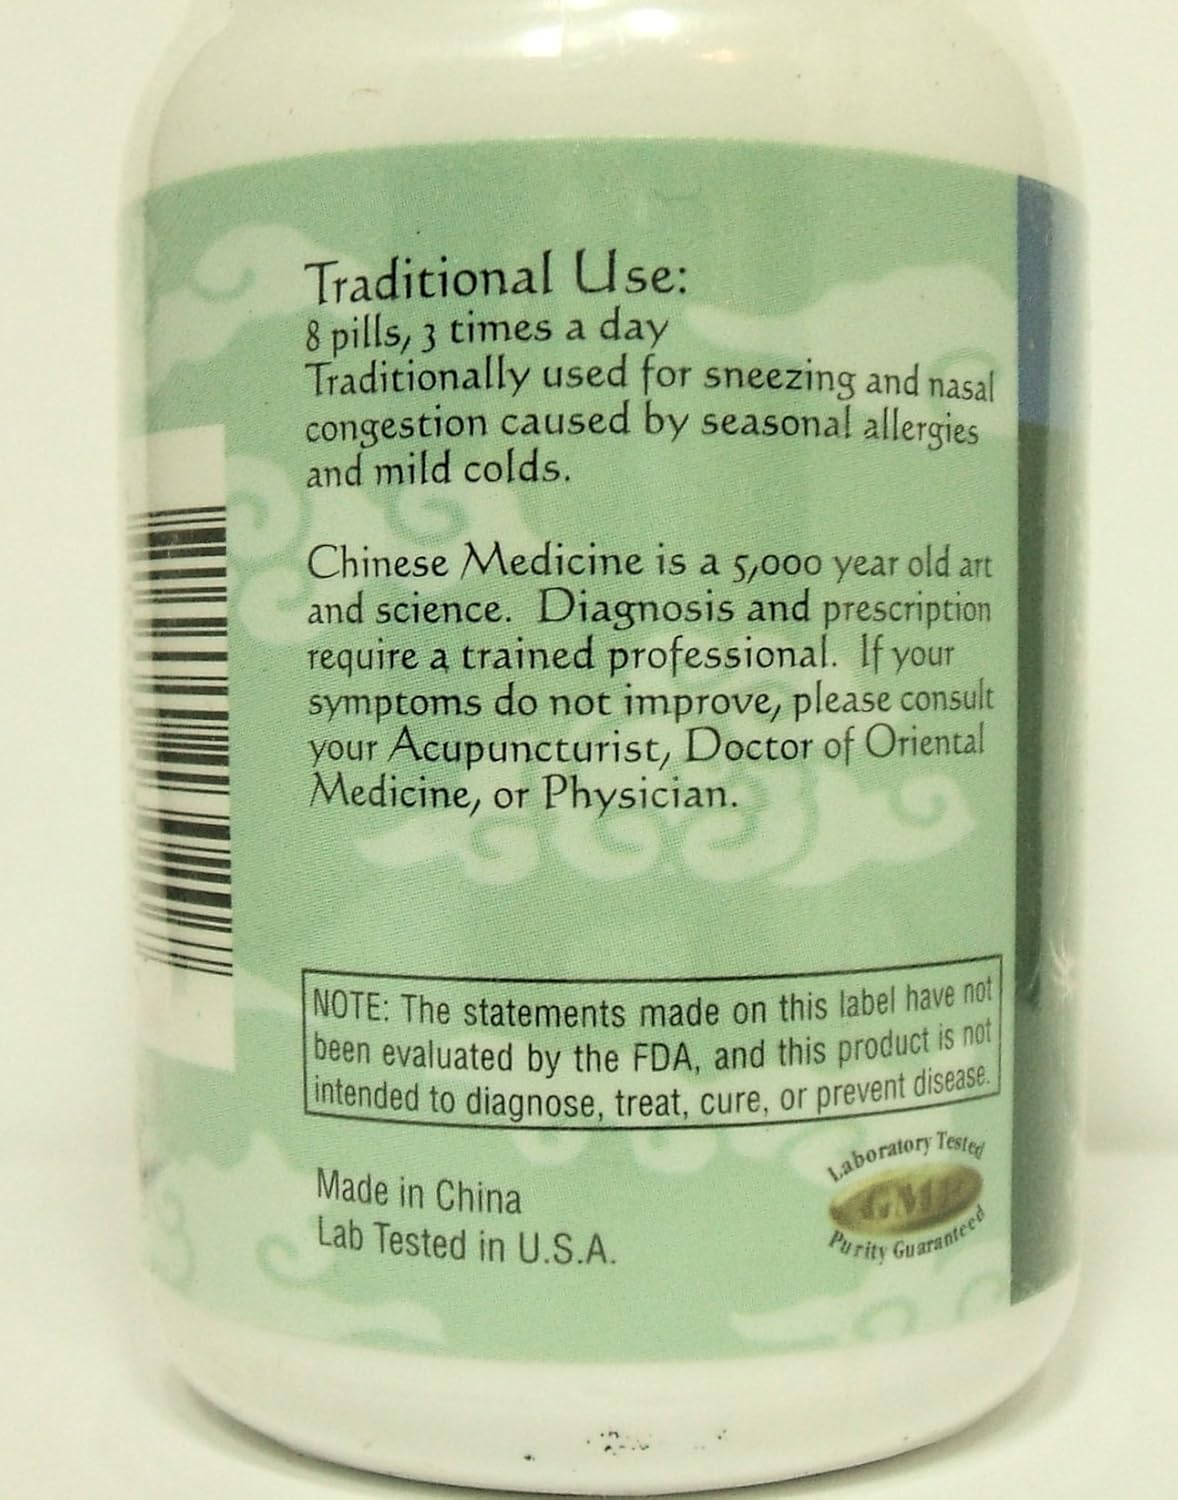 Traditional Use:
8 pills, 3 times a day
Traditionally used for sneezing and nasal
congestion caused by seasonal allergies
and mild colds.
Chinese Medicine is a 5,000 year old art
and science. Diagnosis and prescription
require a trained professional. If your
symptoms do not improve, please consult
your Acupuncturist, Doctor of Oriental
Medicine, or Physician.
NOTE: The statements made on this label have not
been evaluated by the FDA, and this product is not
intended to diagnose, treat, cure, or prevent disease.
Made in China
Lab Tested in U.S.A.
Laboratory Tested
GMP
Purity Guaranteed